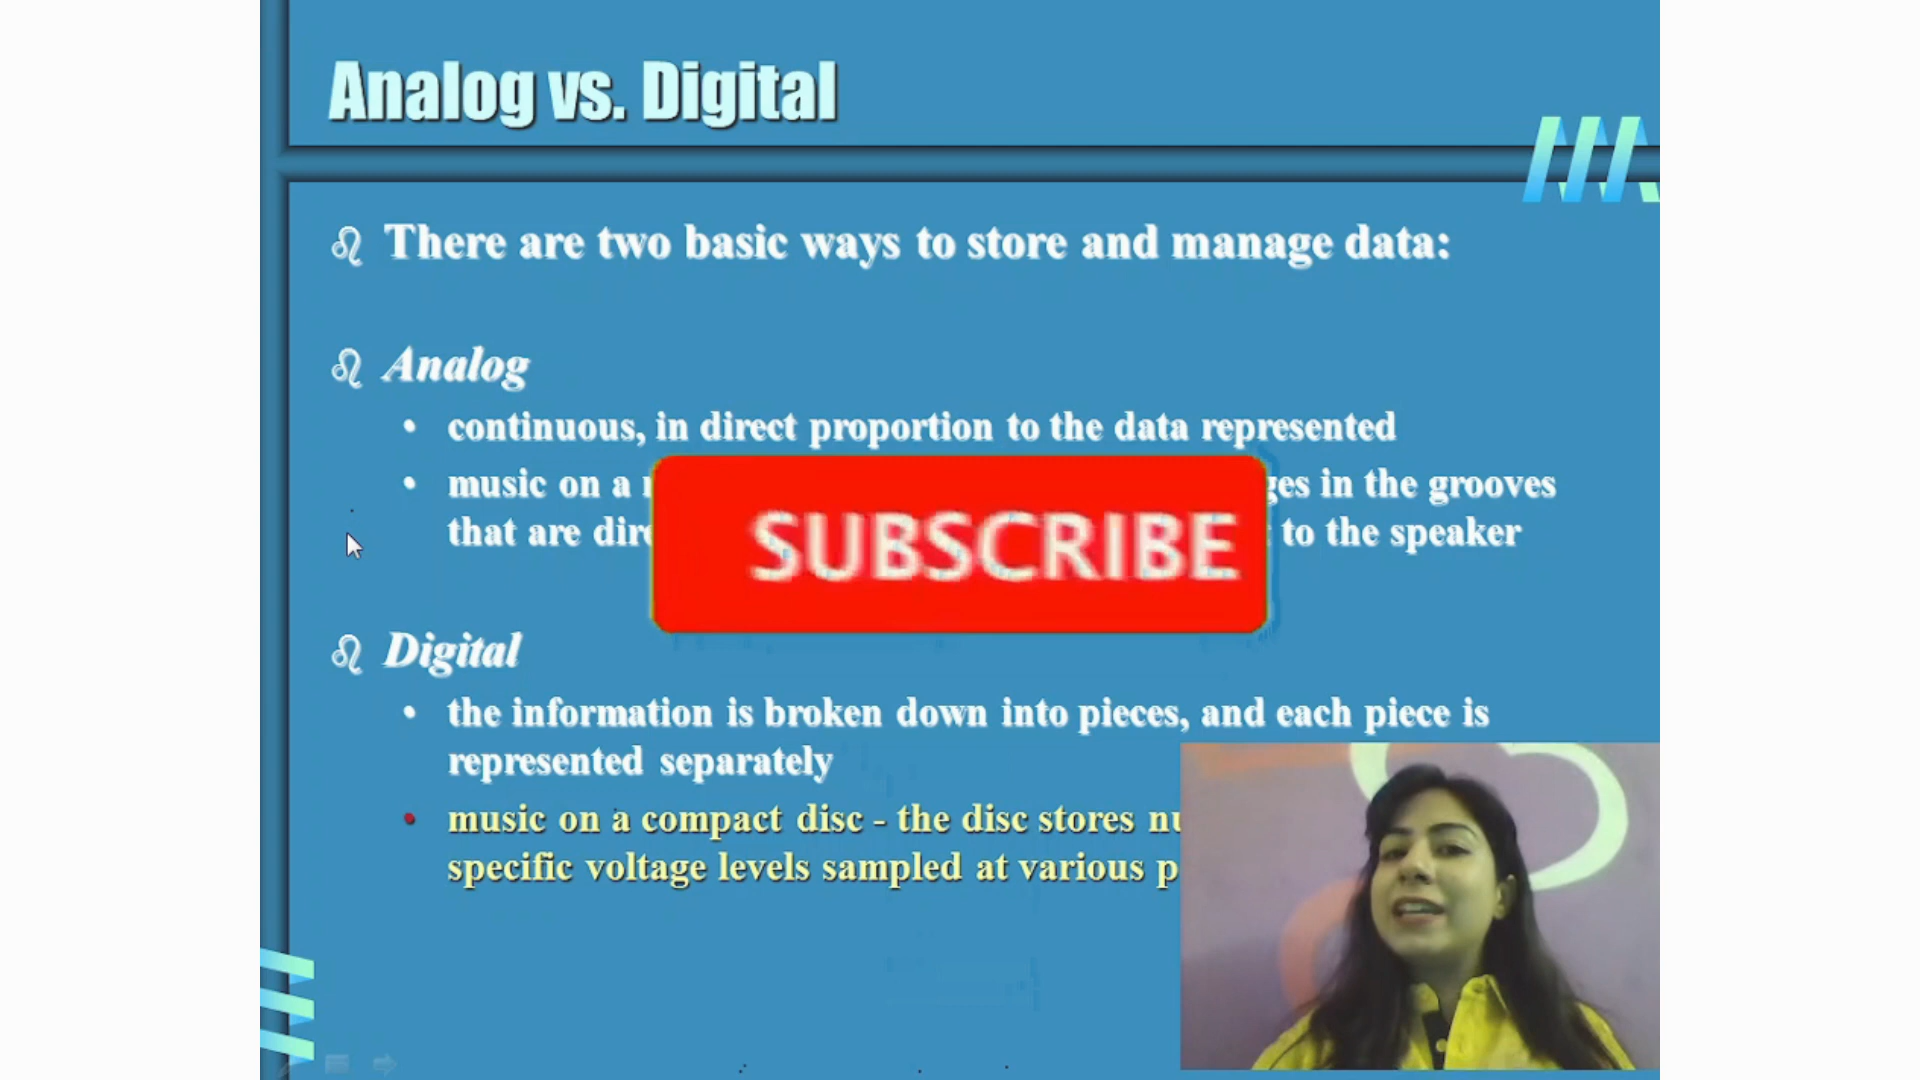 Analog vs. Digital
There are two basic ways to store and manage data:
Analog
• continuous, in direct proportion to the data represented
• music on a in the grooves
that are to the speaker
SUBSCRIBE
Digital
• the information is broken down into pieces, and each piece is
represented separately
• music on a compact disc - the disc stores
specific voltage levels sampled at various